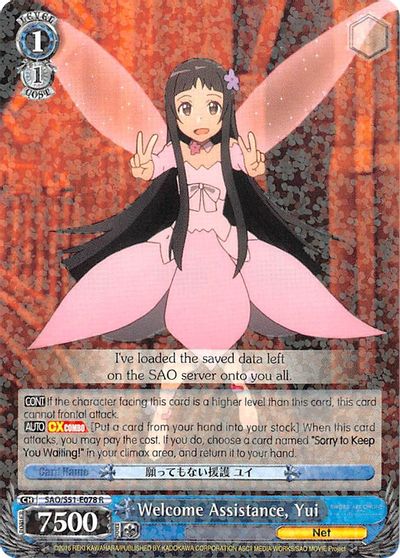 LEVEL
1
1
COST
I've loaded the saved data left
on the SAO server onto you all.
CONT If the character facing this card is a higher level than this card, this card
cannot frontal attack.
AUTO CX COMBO [Put a card from your hand into your stock] When this card
attacks, you may pay the cost. If you do, choose a card named "Sorry to Keep
You Waiting!" in your climax area, and return it to your hand.
Card Name
願ってもない援護 ユイ
CH SAO/S51-E078 R
POWER
7500
Welcome Assistance, Yui
Net
©2016 REKI KAWAHARA/PUBLISHED BY KADOKAWA CORPORATION ASCII MEDIA WORKS/SAO MOVIE Project